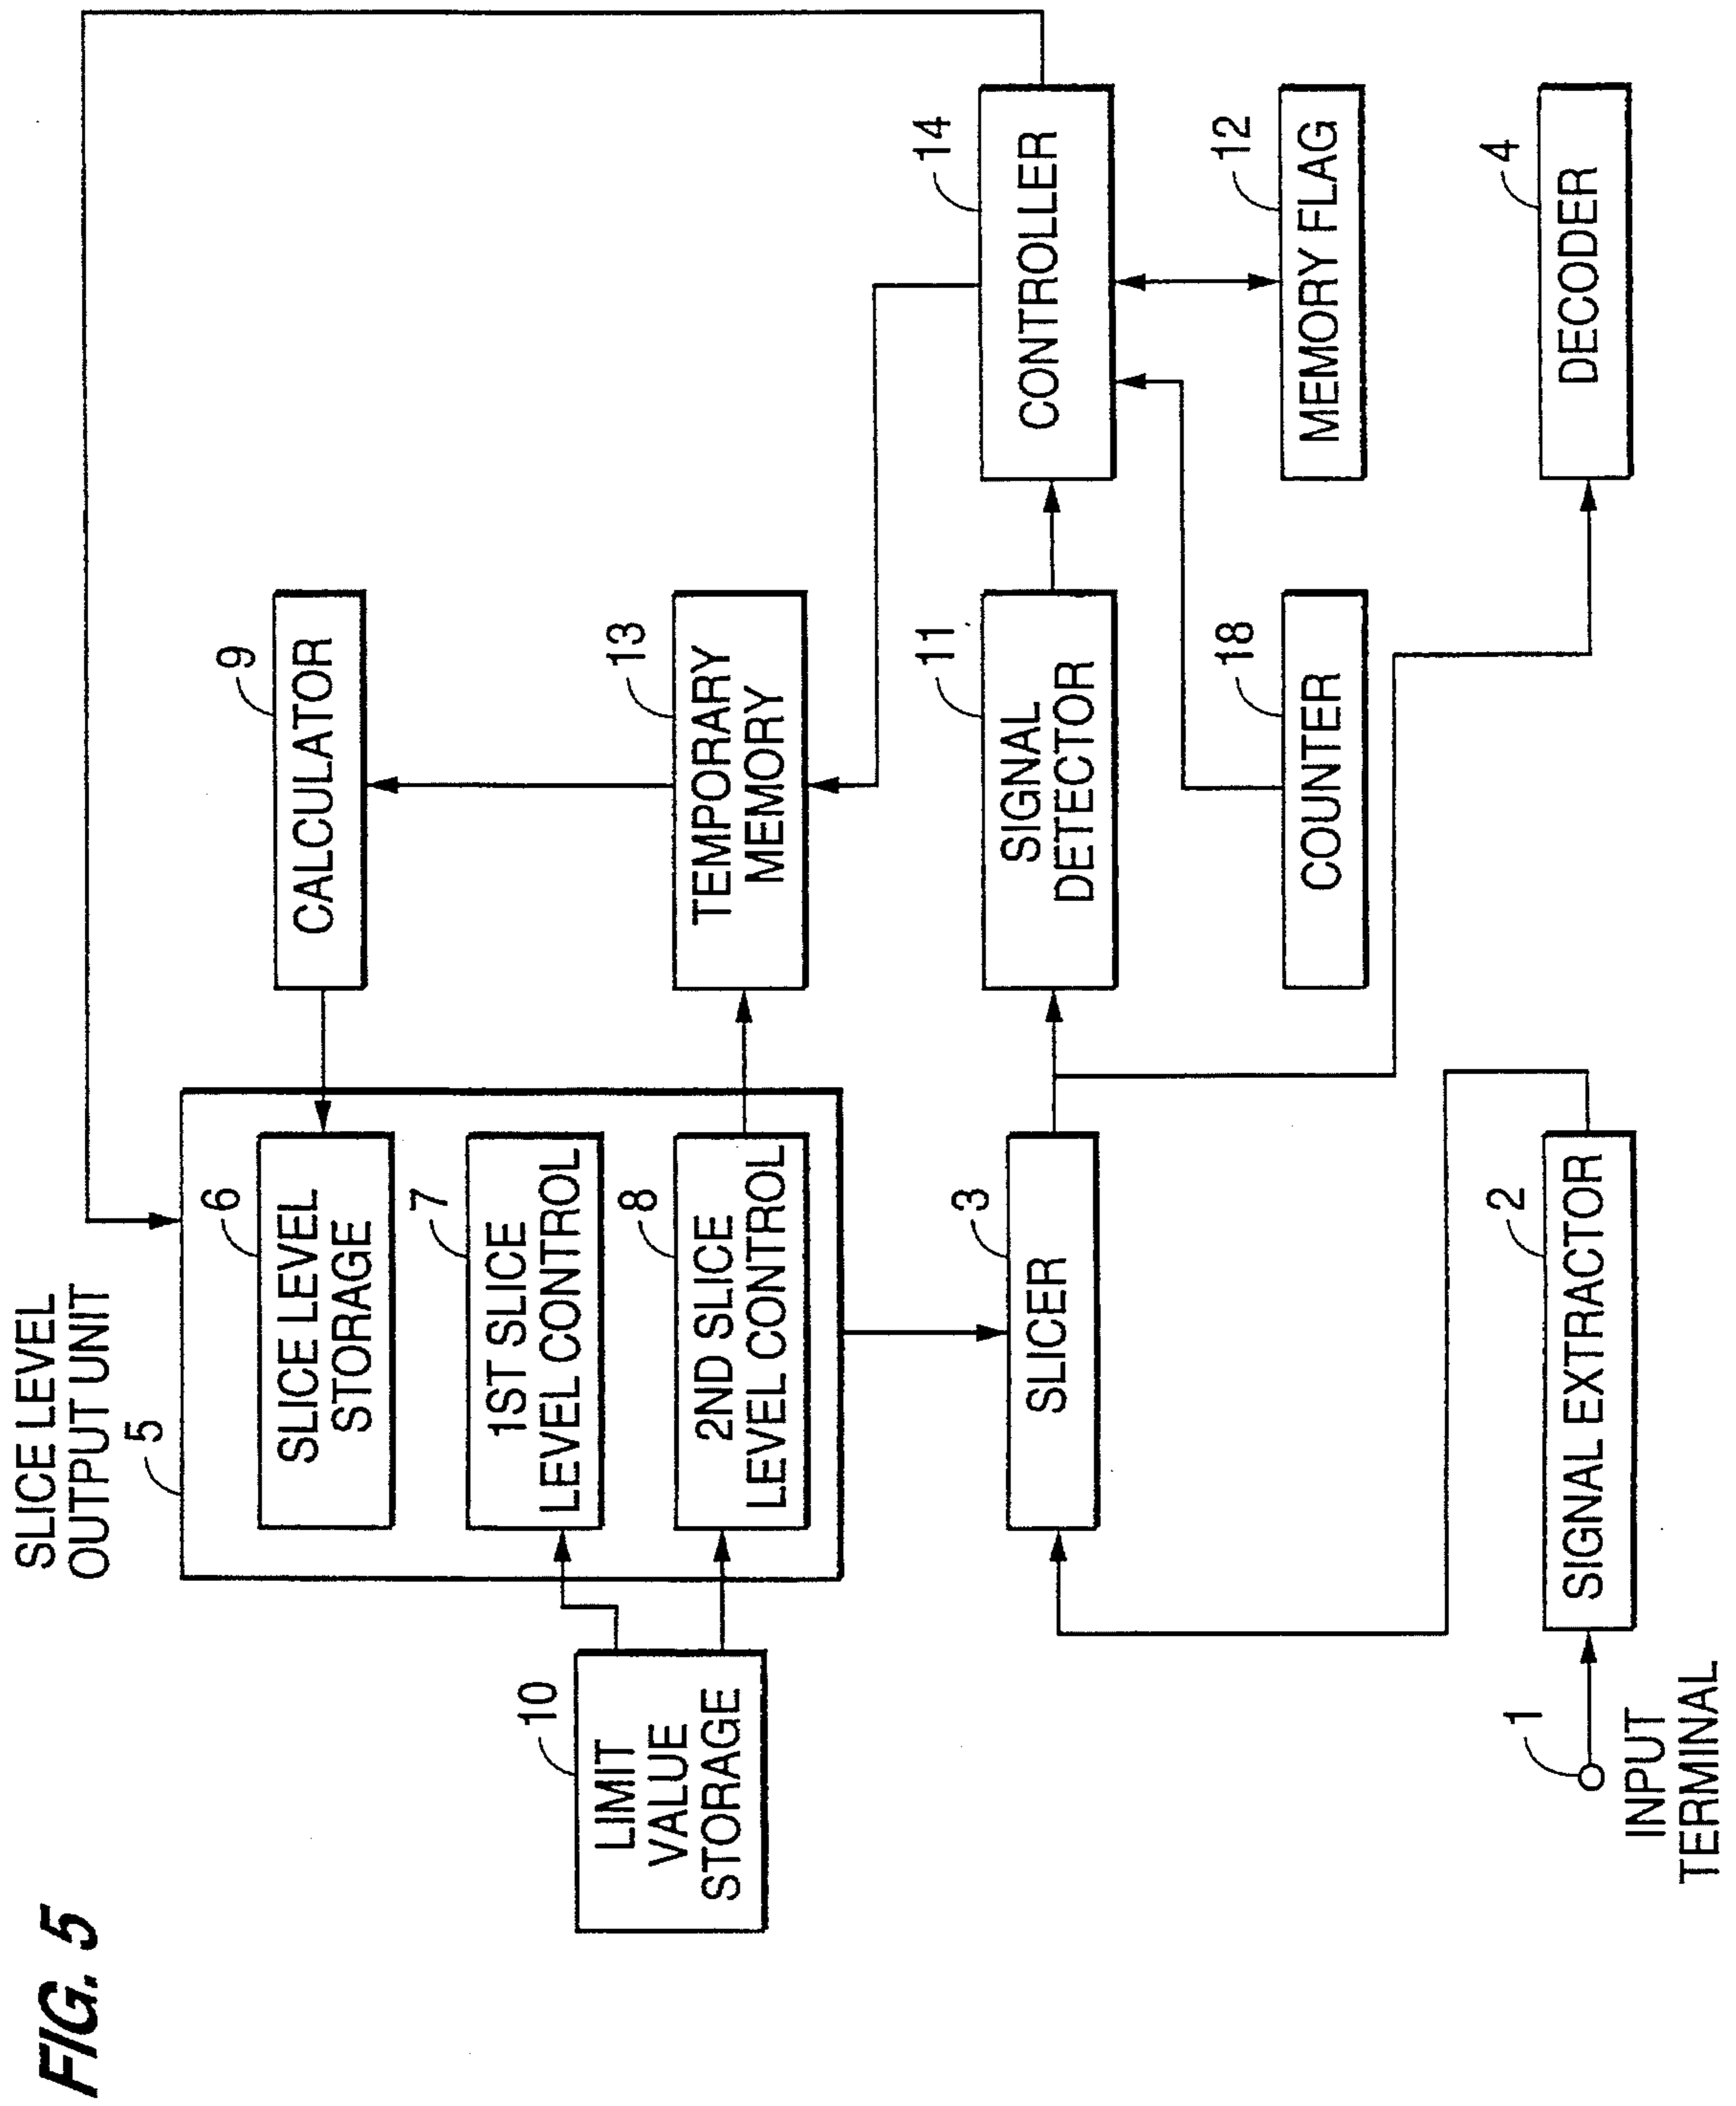 FIG. 5
SLICE LEVEL
OUTPUT UNIT
5
6
SLICE LEVEL
STORAGE
7
1ST SLICE
LEVEL CONTROL
8
2ND SLICE
LEVEL CONTROL
9
CALCULATOR
10
LIMIT
VALUE
STORAGE
13
TEMPORARY
MEMORY
14
CONTROLLER
3
SLICER
11
SIGNAL
DETECTOR
12
MEMORY FLAG
18
COUNTER
1
INPUT
TERMINAL
2
SIGNAL EXTRACTOR
4
DECODER